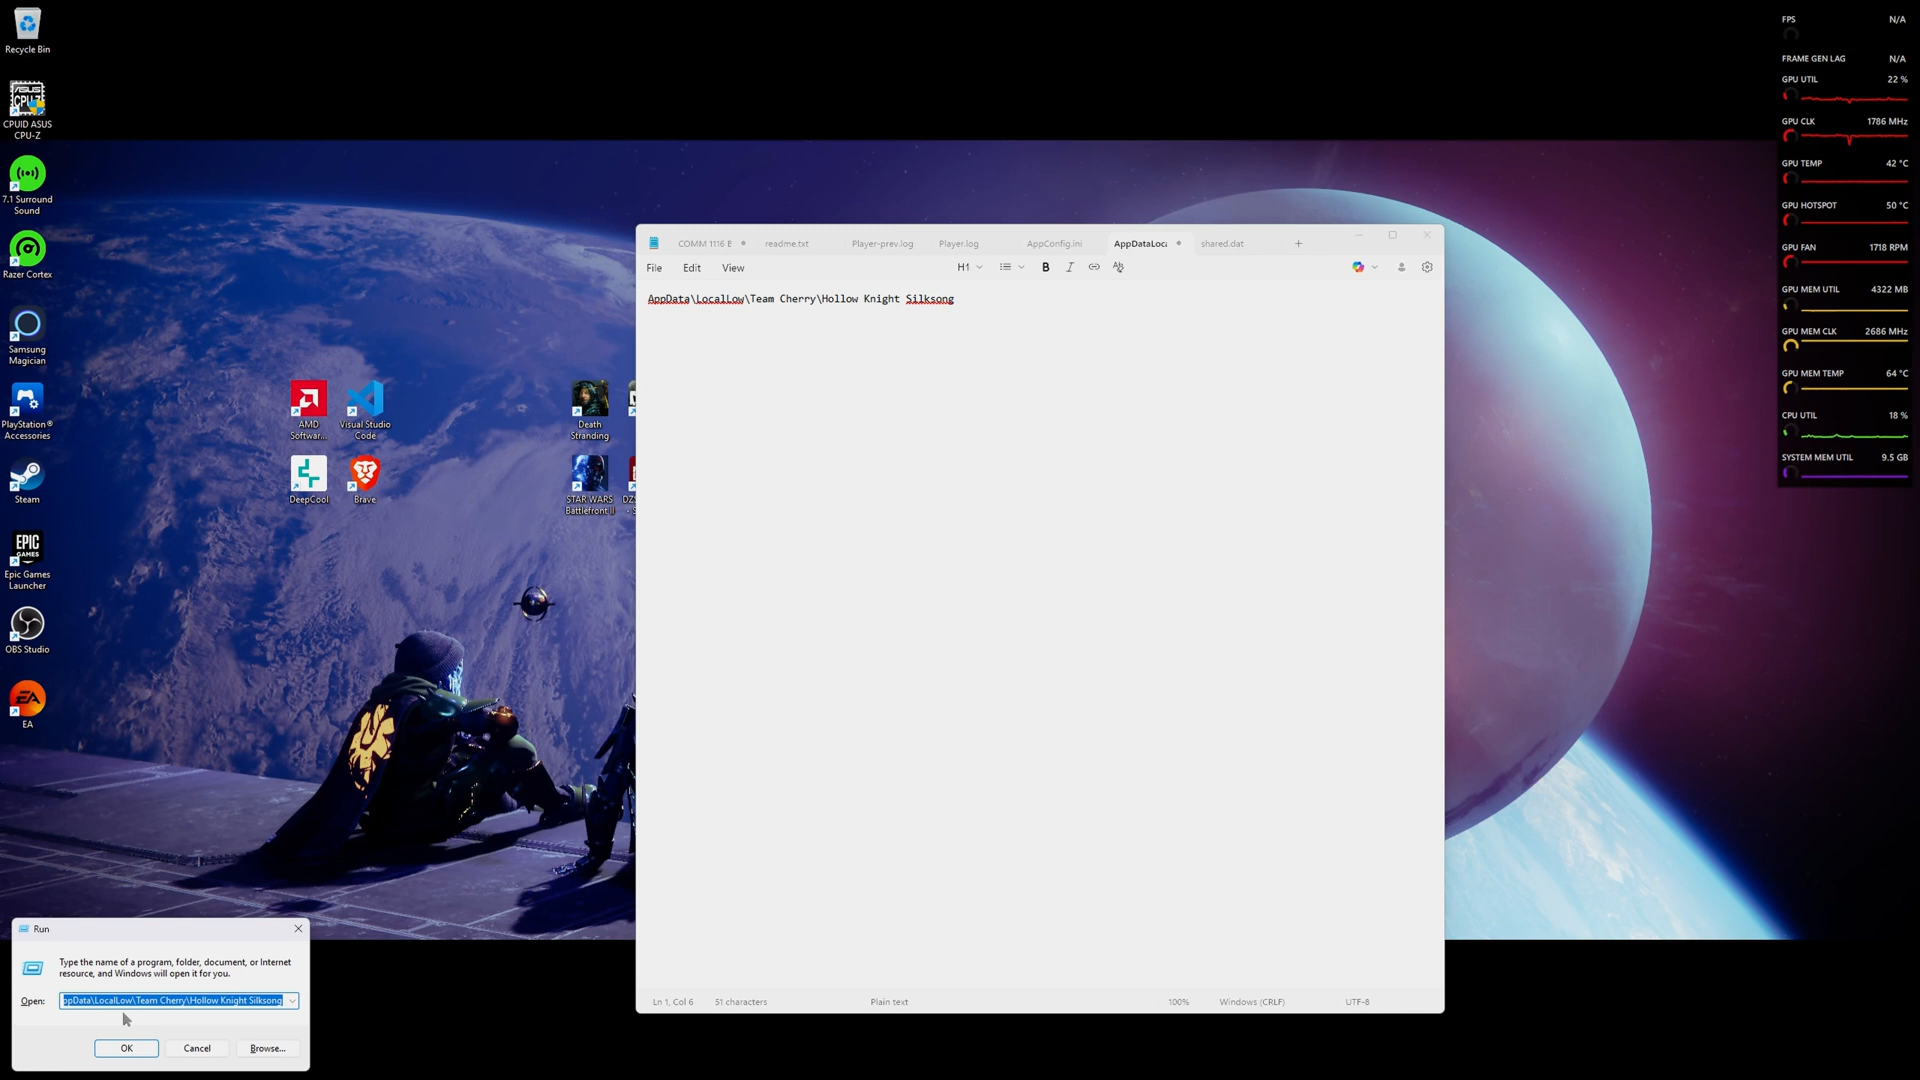 Recycle Bin
CPUID ASUS
CPU-Z
7.1 Surround
Sound
Razer Cortex
Samsung
Magician
PlayStation®
Accessories
Steam
Epic Games
Launcher
OBS Studio
EA
AMD
Softwar...
Visual Studio
Code
DeepCool
Brave
Death
Stranding
STAR WARS
Battlefront II
COMM 1116 E
readme.txt
Player-prev.log
Player.log
AppConfig.ini
AppDataLoc
shared.dat
File
Edit
View
H1
B
I
AppData\LocalLow\Team Cherry\Hollow Knight Silksong
Ln 1, Col 6
51 characters
Plain text
100%
Windows (CRLF)
UTF-8
FPS N/A
FRAME GEN LAG N/A
GPU UTIL 22 %
GPU CLK 1786 MHz
GPU TEMP 42 °C
GPU HOTSPOT 50 °C
GPU FAN 1718 RPM
GPU MEM UTIL 4322 MB
GPU MEM CLK 2686 MHz
GPU MEM TEMP 64 °C
CPU UTIL 18 %
SYSTEM MEM UTIL 9.5 GB
Run
Type the name of a program, folder, document, or Internet
resource, and Windows will open it for you.
Open:
ppData\LocalLow\Team Cherry\Hollow Knight Silksong
OK
Cancel
Browse...